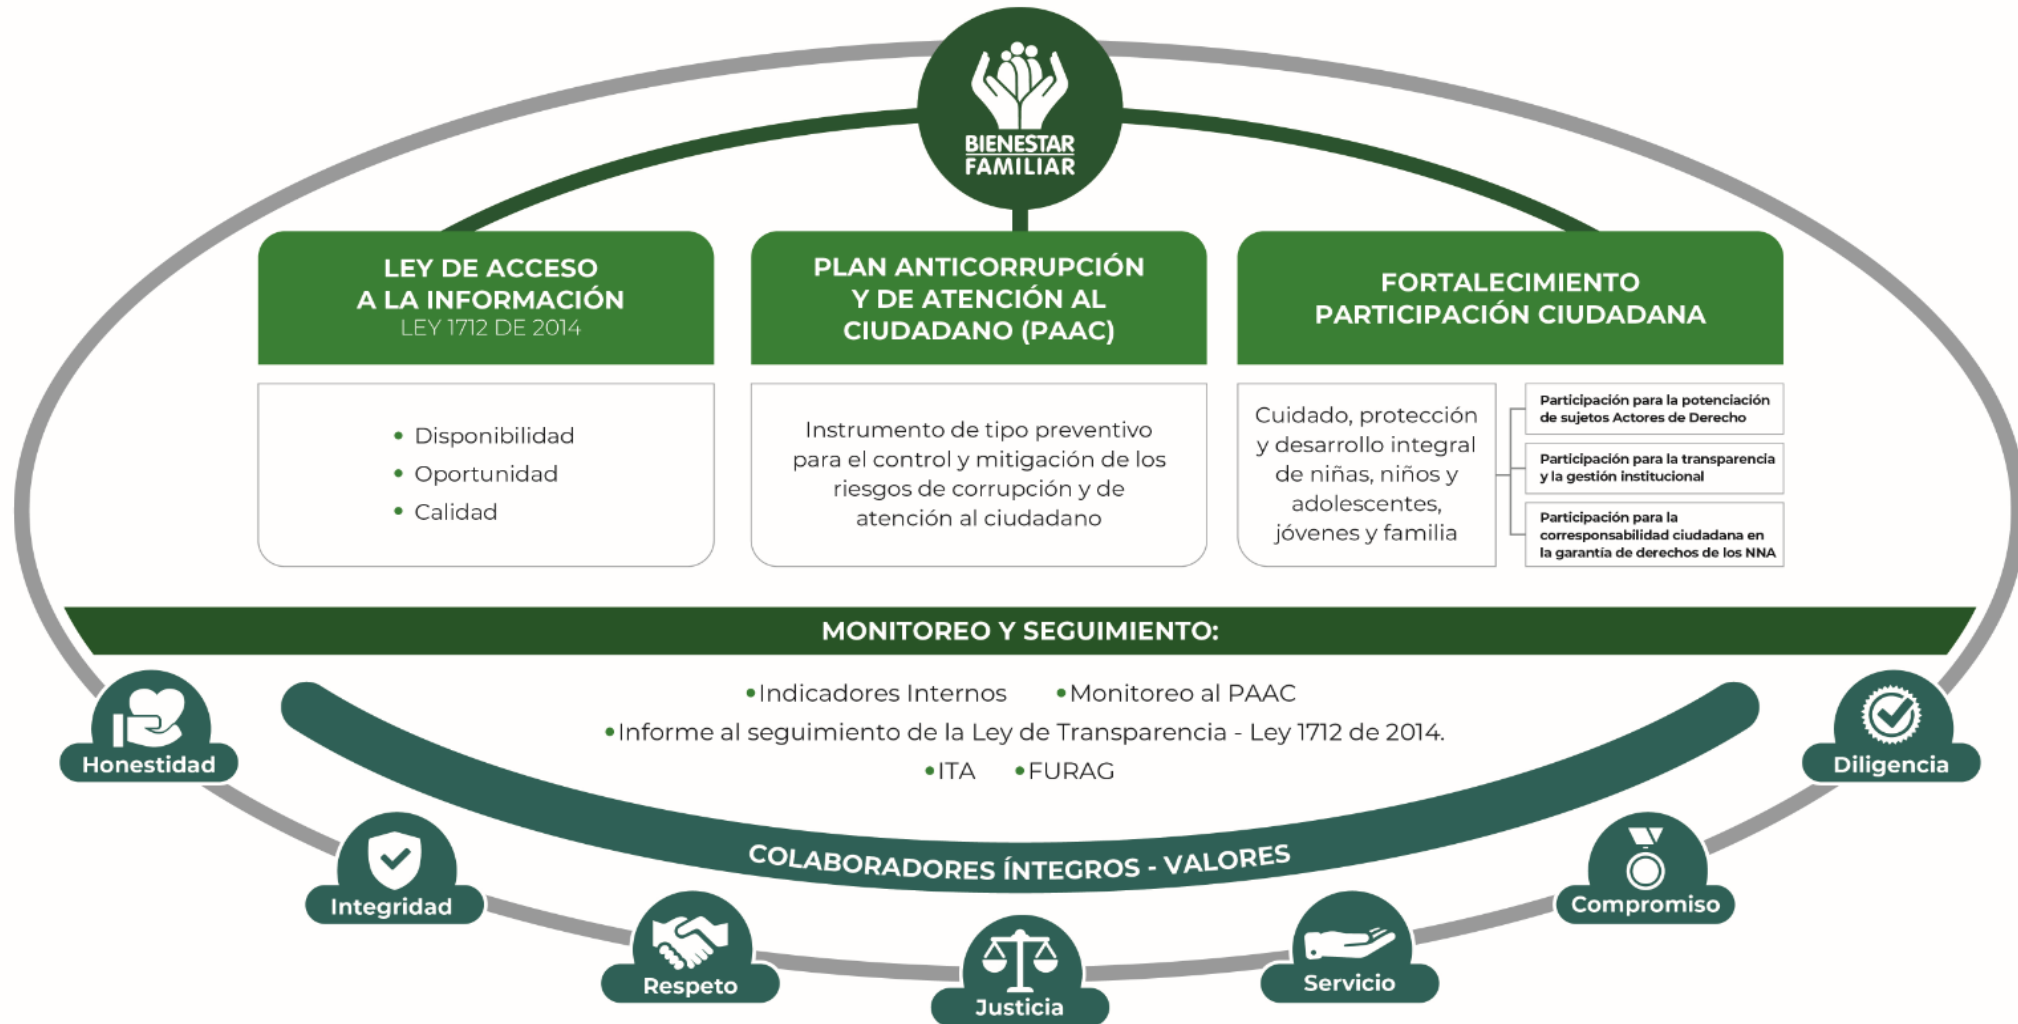 BIENESTAR
FAMILIAR
LEY DE ACCESO
A LA INFORMACIÓN
LEY 1712 DE 2014
• Disponibilidad
• Oportunidad
• Calidad
PLAN ANTICORRUPCIÓN
Y DE ATENCIÓN AL
CIUDADANO (PAAC)
Instrumento de tipo preventivo
para el control y mitigación de los
riesgos de corrupción y de
atención al ciudadano
FORTALECIMIENTO
PARTICIPACIÓN CIUDADANA
Cuidado, protección
y desarrollo integral
de niñas, niños y
adolescentes,
jóvenes y familia
Participación para la potenciación
de sujetos Actores de Derecho
Participación para la transparencia
y la gestión institucional
Participación para la
corresponsabilidad ciudadana en
la garantía de derechos de los NNA
MONITOREO Y SEGUIMIENTO:
•Indicadores Internos •Monitoreo al PAAC
•Informe al seguimiento de la Ley de Transparencia - Ley 1712 de 2014.
•ITA •FURAG
COLABORADORES ÍNTEGROS - VALORES
Honestidad
Integridad
Respeto
Justicia
Servicio
Compromiso
Diligencia